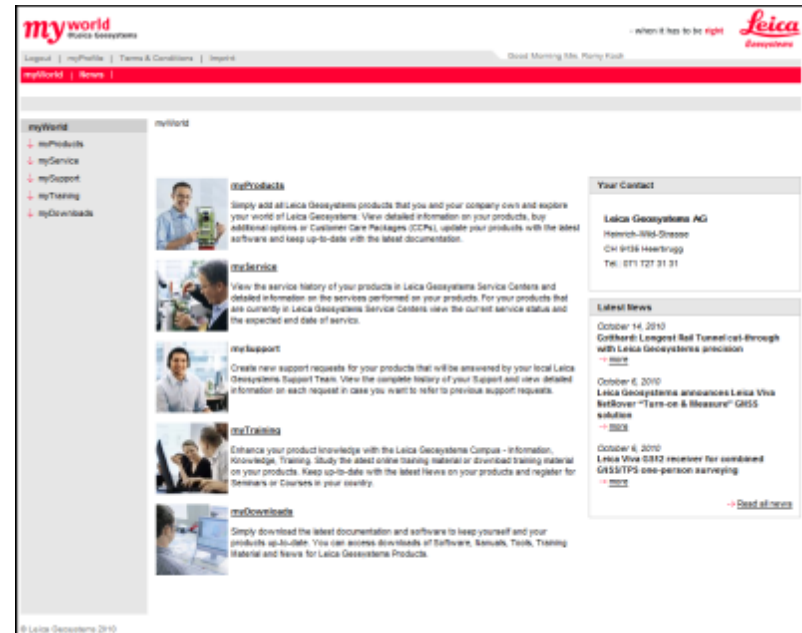 myworld
@Leica Geosystems
- when it has to be right
Leica
Geosystems
Logout | myProfile | Terms & Conditions | Imprint
Good Morning Mrs. Romy Koch
myWorld | News |
myWorld
myProducts
myService
mySupport
myTraining
myDownloads
myWorld
myProducts
Simply add all Leica Geosystems products that you and your company own and explore
your world of Leica Geosystems: View detailed information on your products, buy
additional options or Customer Care Packages (CCPs), update your products with the latest
software and keep up-to-date with the latest documentation.
myService
View the service history of your products in Leica Geosystems Service Centers and
detailed information on the services performed on your products. For your products that
are currently in Leica Geosystems Service Centers view the current service status and
the expected end date of service.
mySupport
Create new support requests for your products that will be answered by your local Leica
Geosystems Support Team. View the complete history of your Support and view detailed
information on each request in case you want to refer to previous support requests.
myTraining
Enhance your product knowledge with the Leica Geosystems Campus - Information,
Knowledge, Training. Study the latest online training material or download training material
on your products. Keep up-to-date with the latest News on your products and register for
Seminars or Courses in your country.
myDownloads
Simply download the latest documentation and software to keep yourself and your
products up-to-date. You can access downloads of Software, Manuals, Tools, Training
Material and News for Leica Geosystems Products.
Your Contact
Leica Geosystems AG
Heinrich-Wild-Strasse
CH 9435 Heerbrugg
Tel.: 071 727 31 31
Latest News
October 14, 2010
Gotthard: Longest Rail Tunnel cut-through
with Leica Geosystems precision
→ more
October 6, 2010
Leica Geosystems announces Leica Viva
NetRover "Turn-on & Measure" GNSS
solution
→ more
October 6, 2010
Leica Viva GS12 receiver for combined
GNSS/TPS one-person surveying
→ more
→ Read all news
© Leica Geosystems 2010